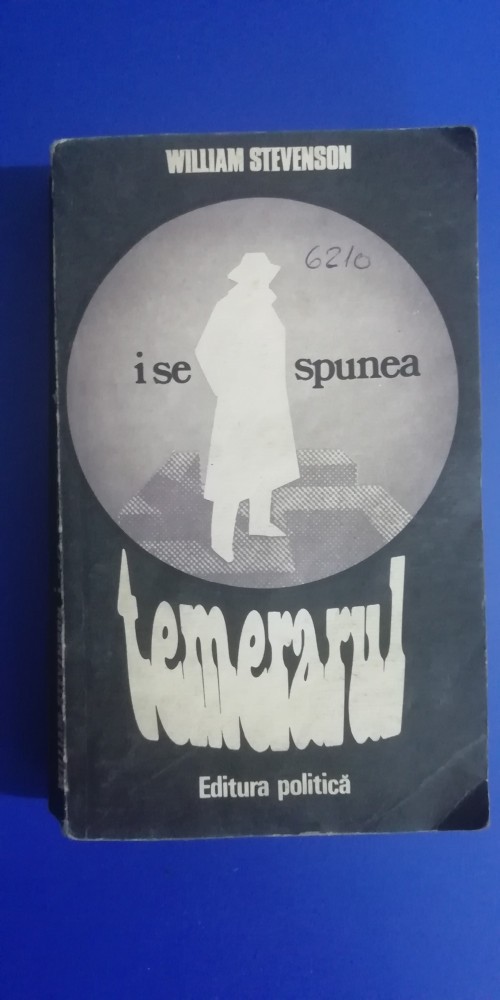 WILLIAM STEVENSON
6210
i se spunea
temerarul
Editura politică